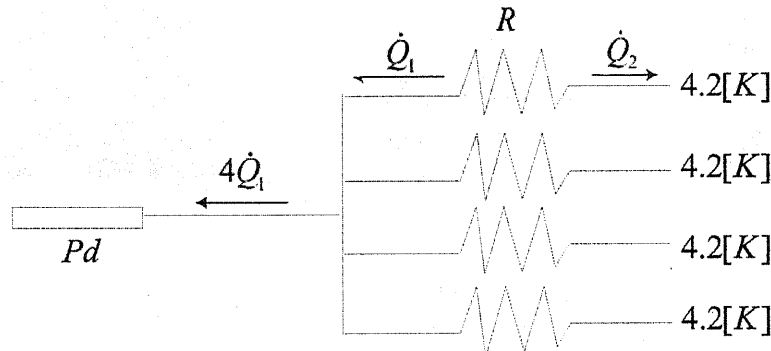 R
Q̇₁ Q̇₂
4.2[K]
4Q̇₁ 4.2[K]
Pd 4.2[K]
4.2[K]